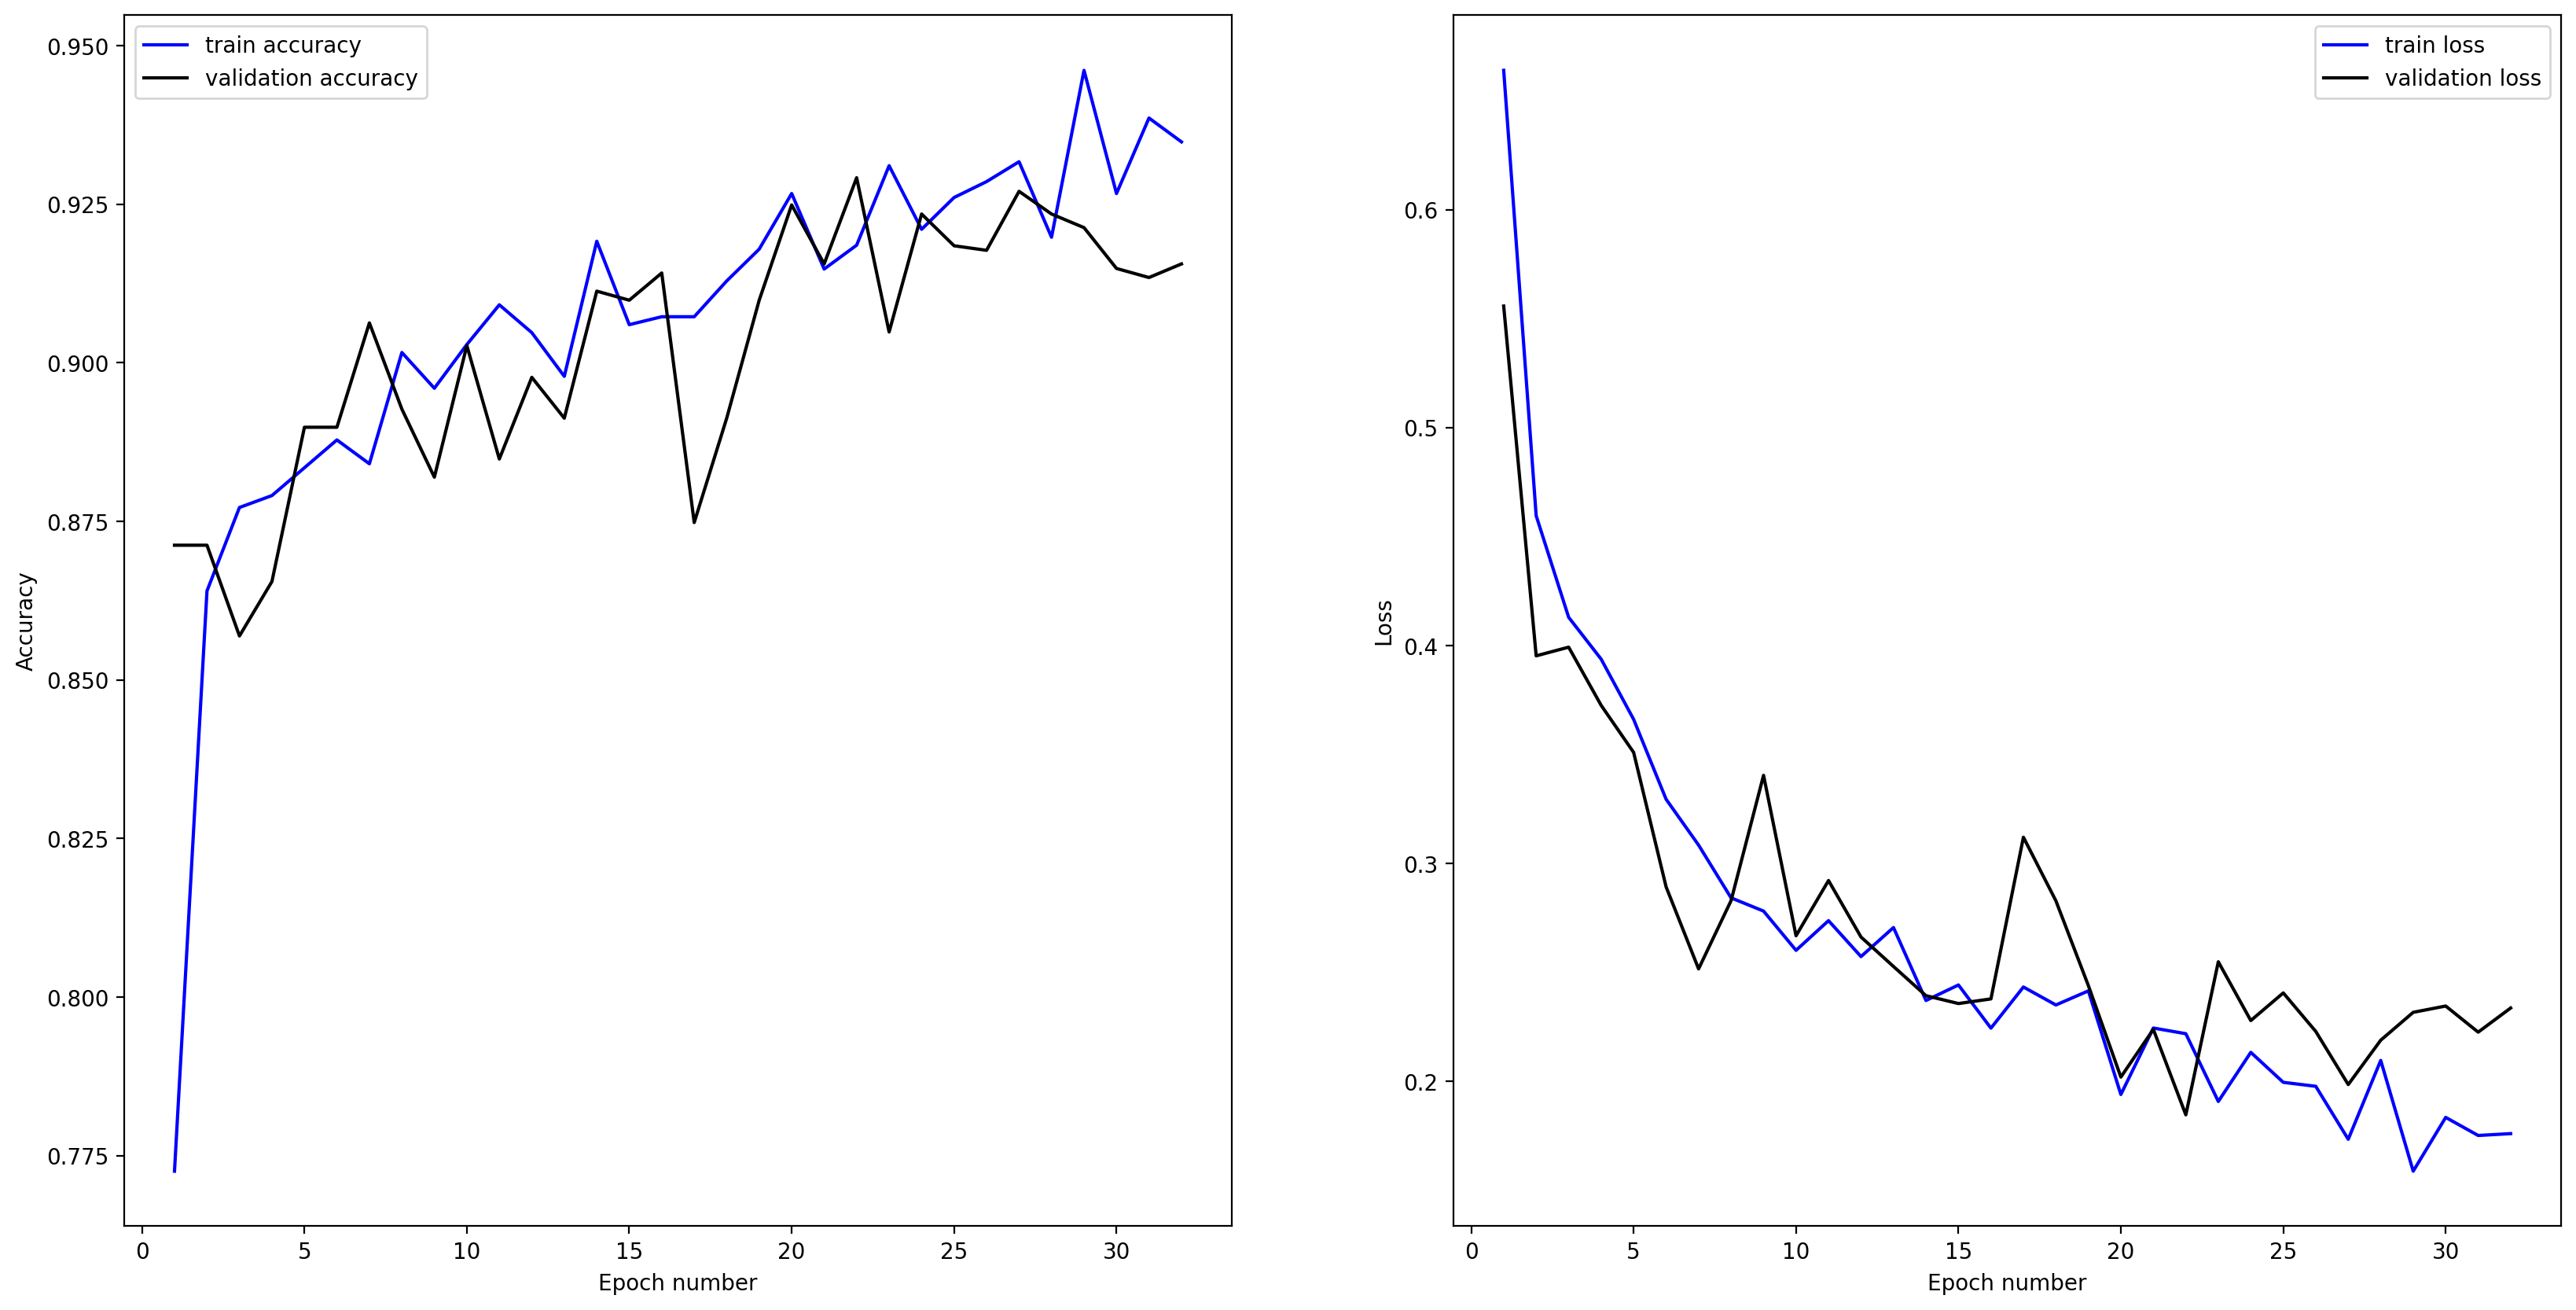 train accuracy
validation accuracy
0.950
0.925
0.900
0.875
0.850
0.825
0.800
0.775
Accuracy
0 5 10 15 20 25 30
Epoch number
train loss
validation loss
0.6
0.5
0.4
0.3
0.2
Loss
0 5 10 15 20 25 30
Epoch number